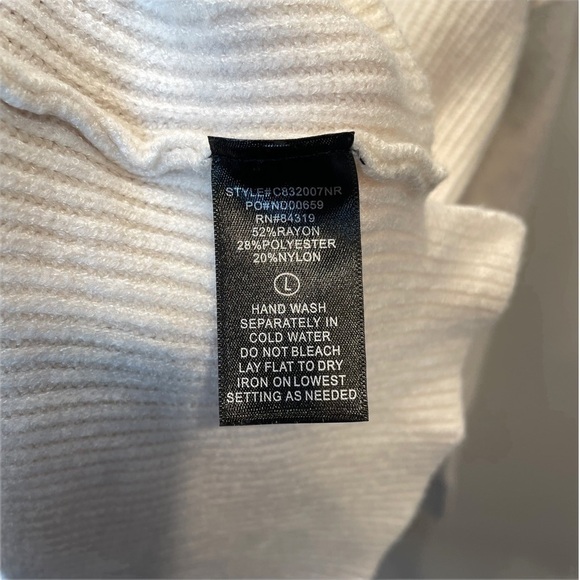 STYLE#C832007NR
PO#ND00659
RN#84319
52%RAYON
28%POLYESTER
20%NYLON
L
HAND WASH
SEPARATELY IN
COLD WATER
DO NOT BLEACH
LAY FLAT TO DRY
IRON ON LOWEST
SETTING AS NEEDED